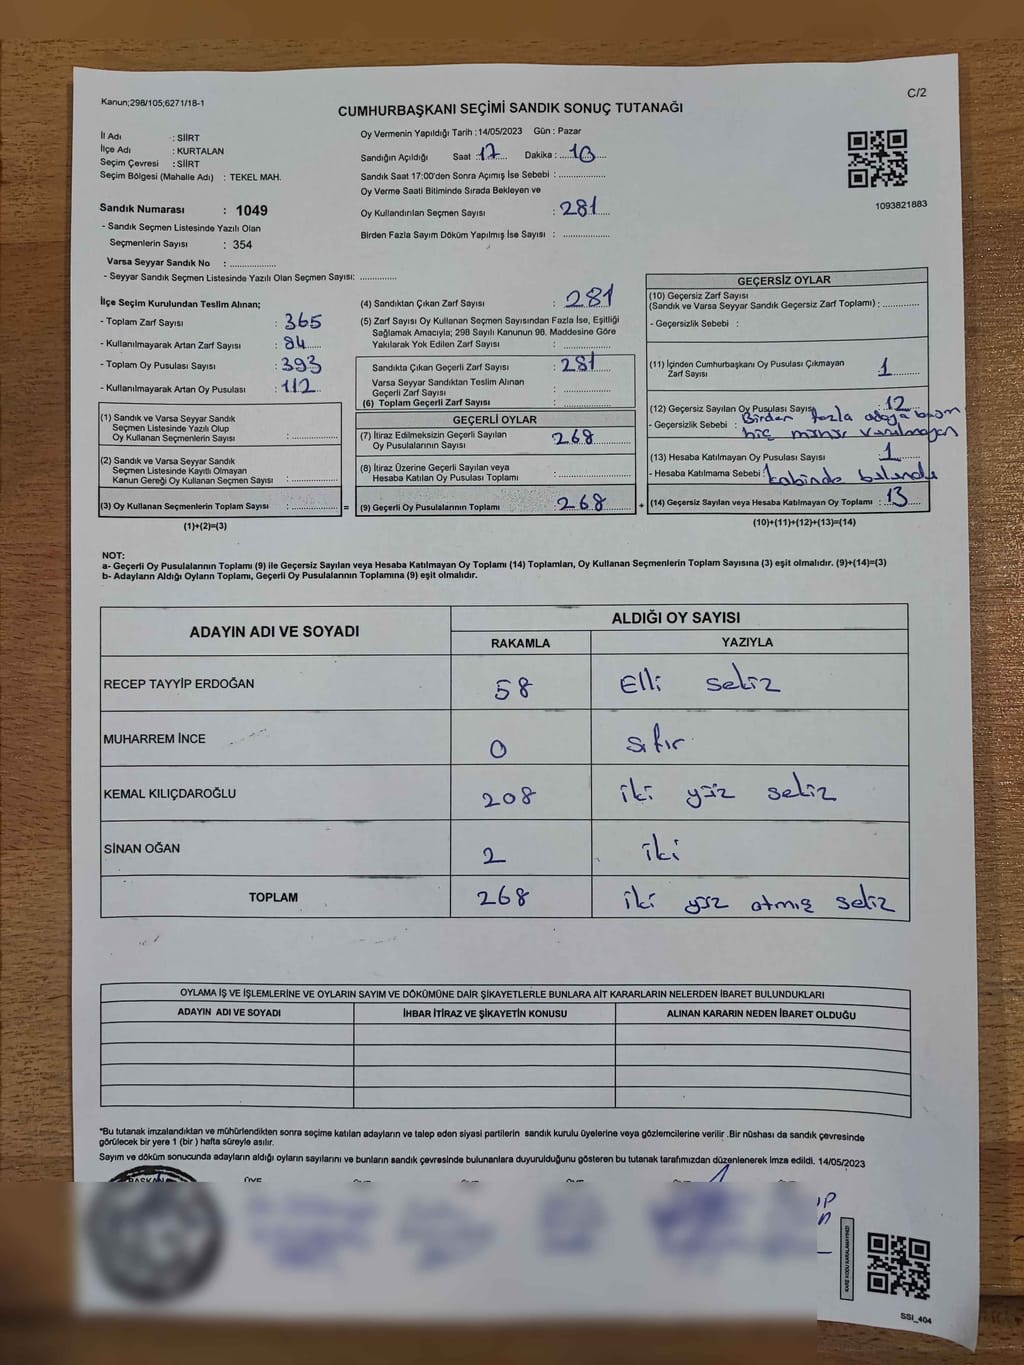 Kanun;298/105;6271/18-1
C/2
CUMHURBAŞKANI SEÇİMİ SANDIK SONUÇ TUTANAĞI
İl Adı : SİİRT
İlçe Adı : KURTALAN
Seçim Çevresi : SİİRT
Seçim Bölgesi (Mahalle Adı) : TEKEL MAH.
Oy Vermenin Yapıldığı Tarih : 14/05/2023 Gün : Pazar
Sandığın Açıldığı Saat : 17 Dakika : 10
Sandık Saat 17:00'den Sonra Açımış İse Sebebi :
Oy Verme Saati Bitiminde Sırada Bekleyen ve
Oy Kullandırılan Seçmen Sayısı : 281
Birden Fazla Sayım Döküm Yapılmış İse Sayısı :
1093821883
Sandık Numarası : 1049
- Sandık Seçmen Listesinde Yazılı Olan
Seçmenlerin Sayısı : 354
Varsa Seyyar Sandık No :
- Seyyar Sandık Seçmen Listesinde Yazılı Olan Seçmen Sayısı:
İlçe Seçim Kurulundan Teslim Alınan;
- Toplam Zarf Sayısı : 365
- Kullanılmayarak Artan Zarf Sayısı : 84
- Toplam Oy Pusulası Sayısı : 393
- Kullanılmayarak Artan Oy Pusulası : 112
(1) Sandık ve Varsa Seyyar Sandık
Seçmen Listesinde Yazılı Olup
Oy Kullanan Seçmenlerin Sayısı :
(2) Sandık ve Varsa Seyyar Sandık
Seçmen Listesinde Kayıtlı Olmayan
Kanun Gereği Oy Kullanan Seçmen Sayısı :
(3) Oy Kullanan Seçmenlerin Toplam Sayısı : =
(1)+(2)=(3)
(4) Sandıktan Çıkan Zarf Sayısı : 281
(5) Zarf Sayısı Oy Kullanan Seçmen Sayısından Fazla İse, Eşitliği
Sağlamak Amacıyla; 298 Sayılı Kanunun 98. Maddesine Göre
Yakılarak Yok Edilen Zarf Sayısı :
Sandıkta Çıkan Geçerli Zarf Sayısı : 281
Varsa Seyyar Sandıktan Teslim Alınan
Geçerli Zarf Sayısı :
(6) Toplam Geçerli Zarf Sayısı :
GEÇERLİ OYLAR
(7) İtiraz Edilmeksizin Geçerli Sayılan
Oy Pusulalarının Sayısı : 268
(8) İtiraz Üzerine Geçerli Sayılan veya
Hesaba Katılan Oy Pusulası Toplamı :
(9) Geçerli Oy Pusulalarının Toplamı : 268 +
GEÇERSİZ OYLAR
(10) Geçersiz Zarf Sayısı
(Sandık ve Varsa Seyyar Sandık Geçersiz Zarf Toplamı) :
- Geçersizlik Sebebi :
(11) İçinden Cumhurbaşkanı Oy Pusulası Çıkmayan
Zarf Sayısı : 1
(12) Geçersiz Sayılan Oy Pusulası Sayısı : 12
- Geçersizlik Sebebi : Birden fazla adaya basım
hiç mühür vurulmayan
(13) Hesaba Katılmayan Oy Pusulası Sayısı : 1
- Hesaba Katılmama Sebebi : kabinde bulundu
(14) Geçersiz Sayılan veya Hesaba Katılmayan Oy Toplamı : 13
(10)+(11)+(12)+(13)=(14)
NOT:
a- Geçerli Oy Pusulalarının Toplamı (9) ile Geçersiz Sayılan veya Hesaba Katılmayan Oy Toplamı (14) Toplamları, Oy Kullanan Seçmenlerin Toplam Sayısına (3) eşit olmalıdır. (9)+(14)=(3)
b- Adayların Aldığı Oyların Toplamı, Geçerli Oy Pusulalarının Toplamına (9) eşit olmalıdır.
ADAYIN ADI VE SOYADI
ALDIĞI OY SAYISI
RAKAMLA YAZIYLA
RECEP TAYYİP ERDOĞAN 58 Elli sekiz
MUHARREM İNCE 0 sıfır
KEMAL KILIÇDAROĞLU 208 iki yüz sekiz
SİNAN OĞAN 2 iki
TOPLAM 268 iki yüz atmış sekiz
OYLAMA İŞ VE İŞLEMLERİNE VE OYLARIN SAYIM VE DÖKÜMÜNE DAİR ŞİKAYETLERLE BUNLARA AİT KARARLARIN NELERDEN İBARET BULUNDUKLARI
ADAYIN ADI VE SOYADI İHBAR İTİRAZ VE ŞİKAYETİN KONUSU ALINAN KARARIN NEDEN İBARET OLDUĞU
*Bu tutanak imzalandıktan ve mühürlendikten sonra seçime katılan adayların ve talep eden siyasi partilerin sandık kurulu üyelerine veya gözlemcilerine verilir .Bir nüshası da sandık çevresinde
görülecek bir yere 1 (bir ) hafta süreyle asılır.
Sayım ve döküm sonucunda adayların aldığı oyların sayılarını ve bunların sandık çevresinde bulunanlara duyurulduğunu gösteren bu tutanak tarafımızdan düzenlenerek imza edildi. 14/05/2023
BAŞKAN
ÜYE
SSİ_404